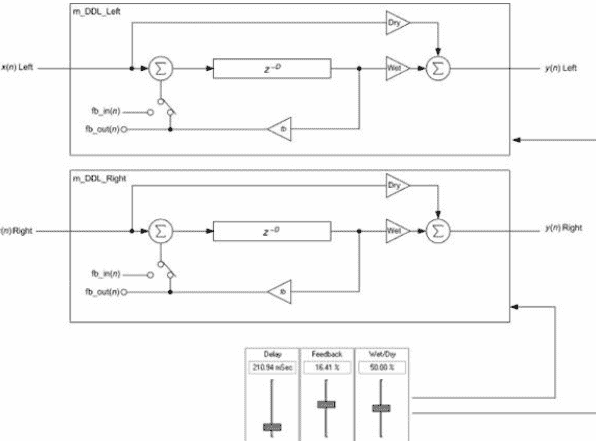 m_DDL_Left
Dry
x(n) Left
Σ
z⁻ᴰ
Wet
Σ
y(n) Left
fb_in(n)
fb_out(n)
fb
m_DDL_Right
Dry
(n) Right
Σ
z⁻ᴰ
Wet
Σ
y(n) Right
fb_in(n)
fb_out(n)
fb
Delay Feedback Wet/Dry
210.94 mSec 16.41 % 50.00 %